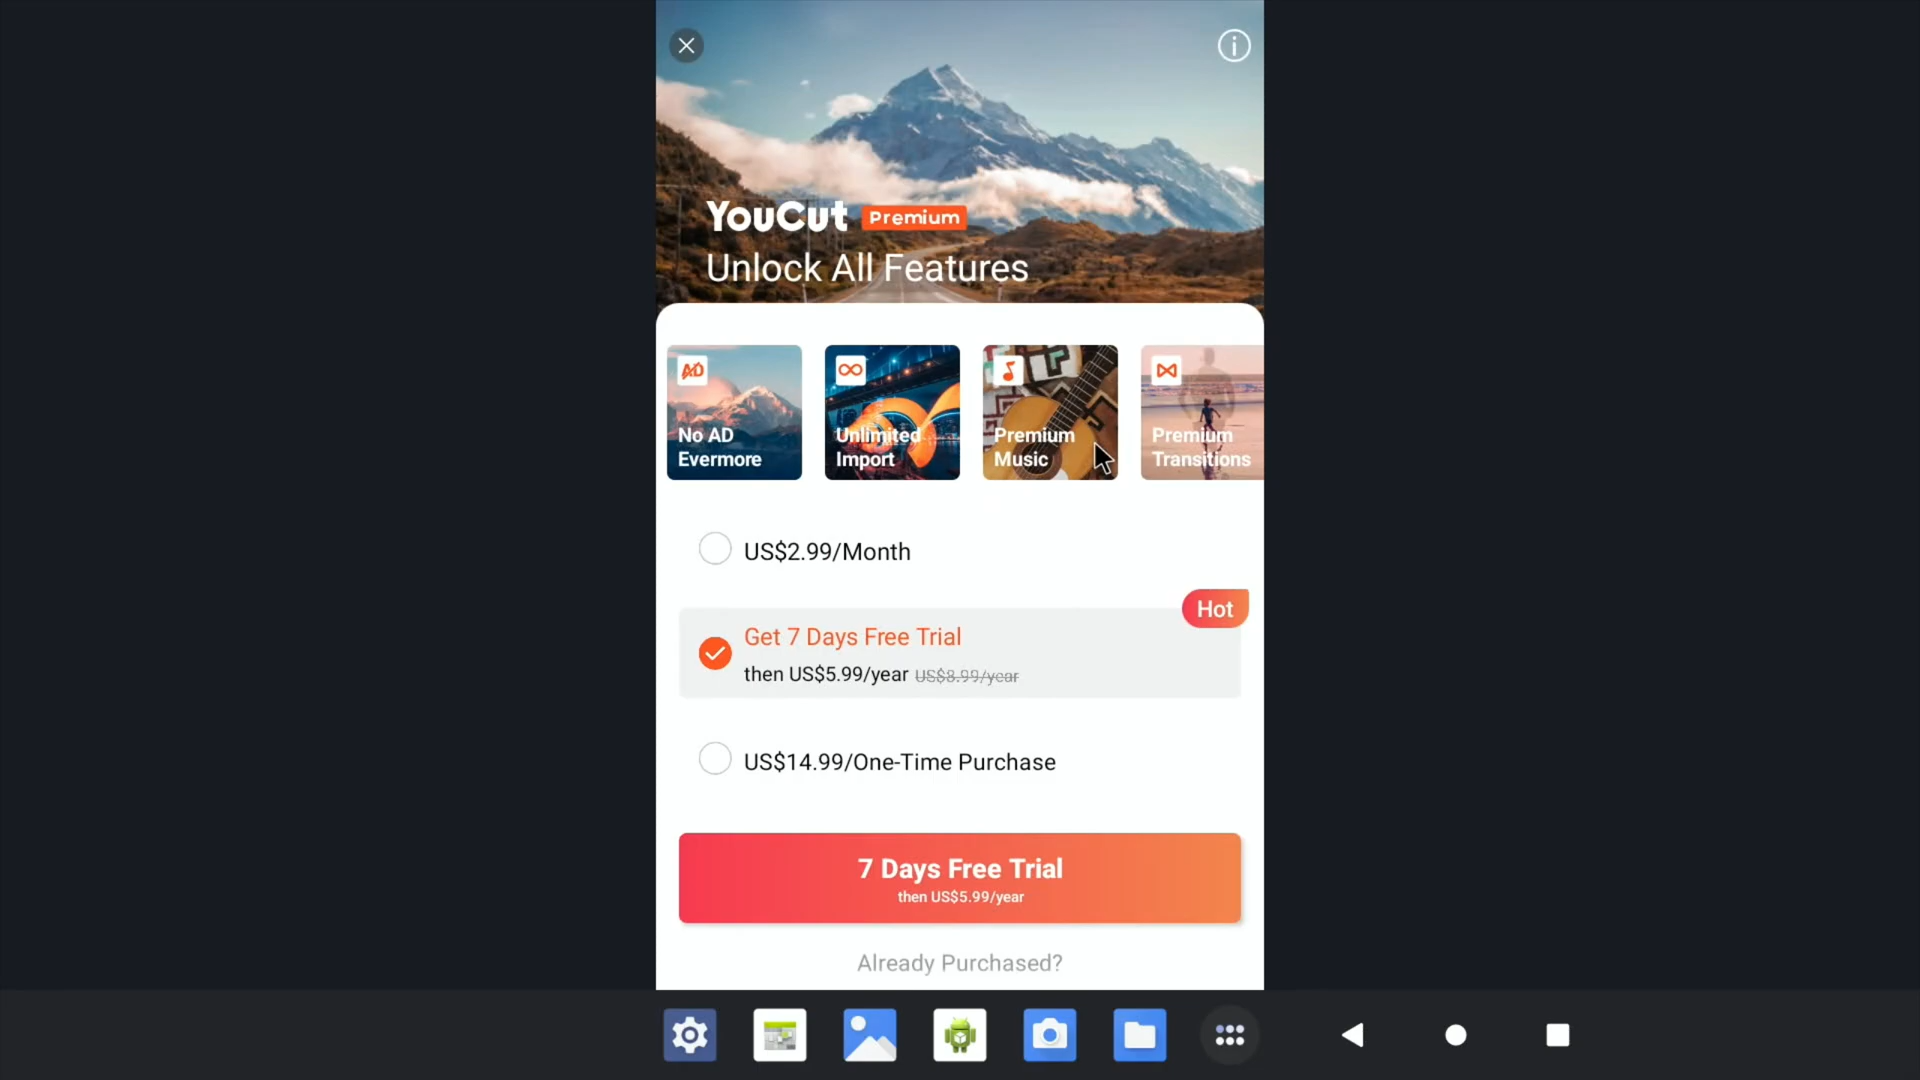 YouCut Premium
Unlock All Features
AD
No AD
Evermore
Unlimited
Import
Premium
Music
Premium
Transitions
US$2.99/Month
Hot
Get 7 Days Free Trial
then US$5.99/year US$8.99/year
US$14.99/One-Time Purchase
7 Days Free Trial
then US$5.99/year
Already Purchased?